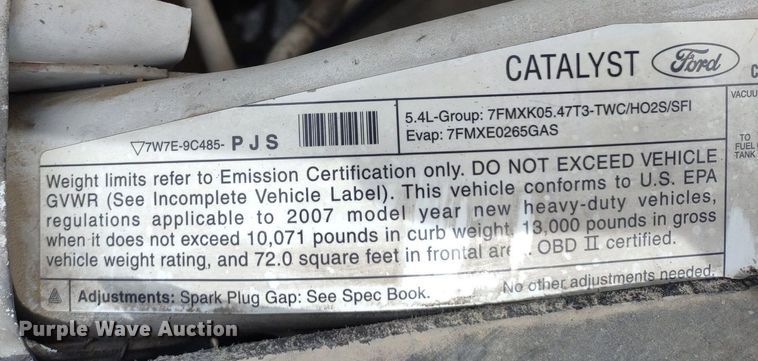 CATALYST Ford
C
VACUU
▽7W7E-9C485- PJS
5.4L-Group: 7FMXK05.47T3-TWC/HO2S/SFI
Evap: 7FMXE0265GAS
TO
FUEL
TANK
Weight limits refer to Emission Certification only. DO NOT EXCEED VEHICLE
GVWR (See Incomplete Vehicle Label). This vehicle conforms to U.S. EPA
regulations applicable to 2007 model year new heavy-duty vehicles,
when it does not exceed 10,071 pounds in curb weight, 13,000 pounds in gross
vehicle weight rating, and 72.0 square feet in frontal are OBD II certified.
Adjustments: Spark Plug Gap: See Spec Book.
No other adjustments needed.
Purple Wave Auction